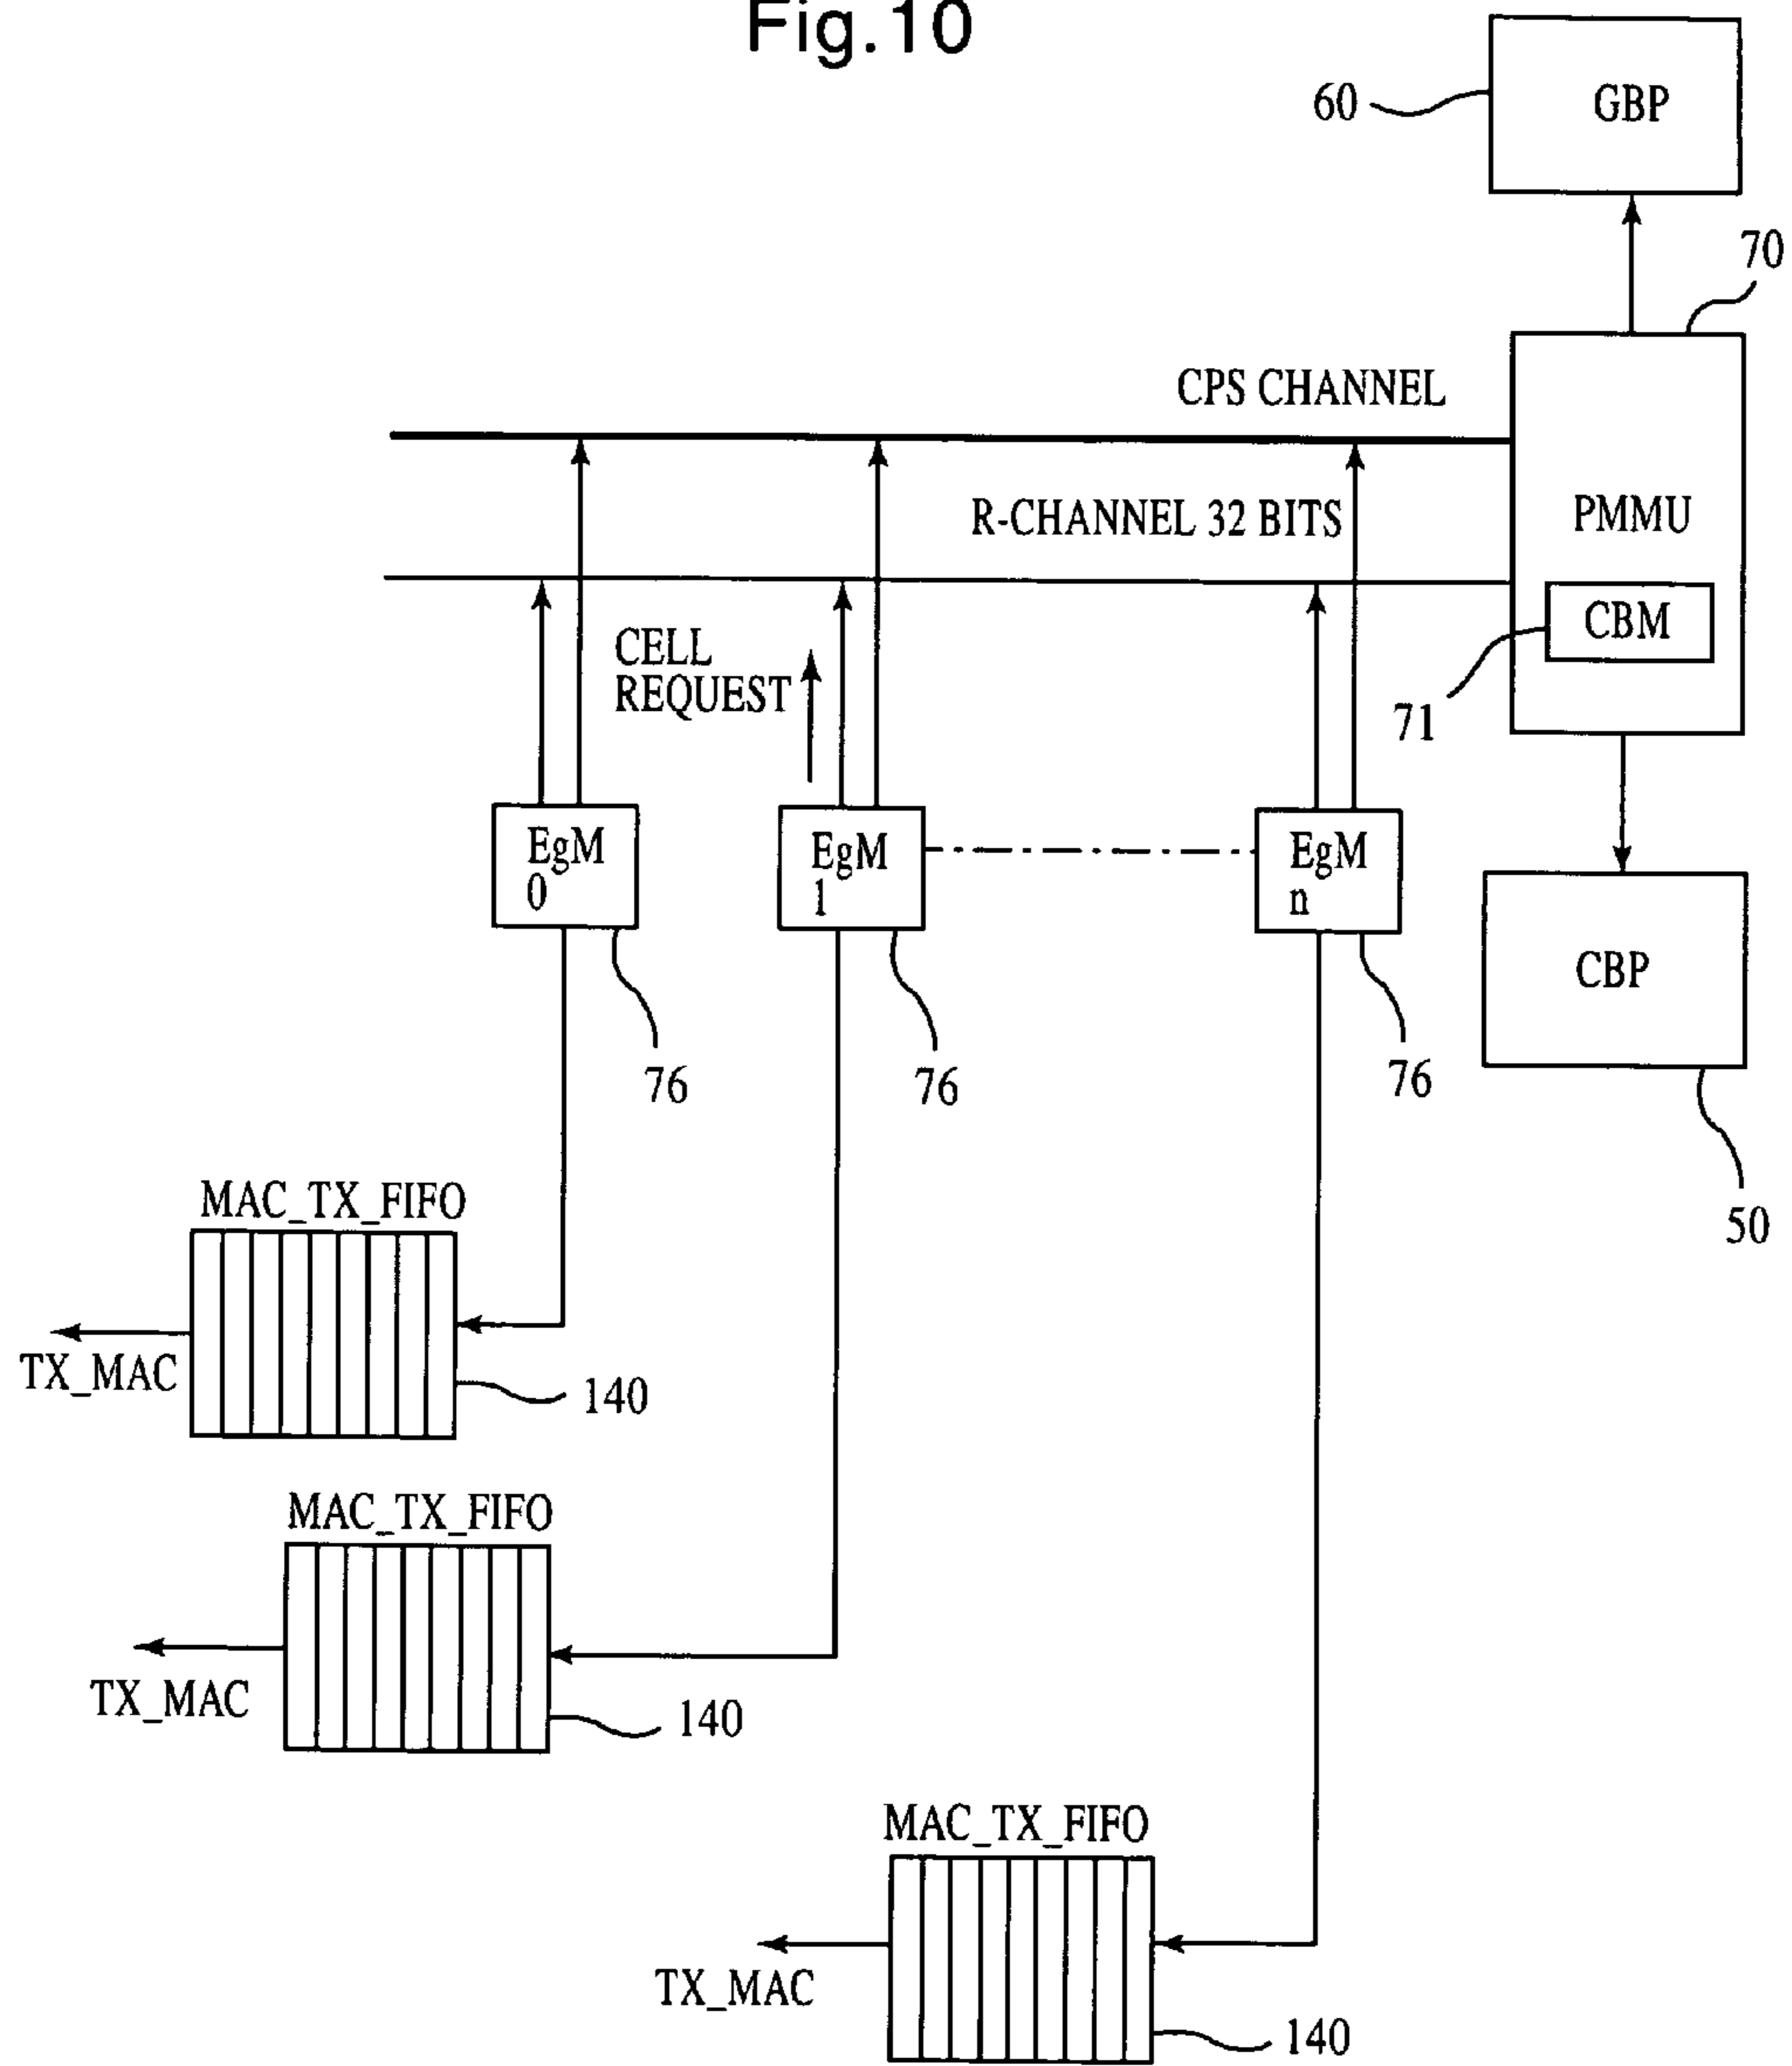 Fig.10
60
GBP
70
CPS CHANNEL
R-CHANNEL 32 BITS
PMMU
CBM
71
CELL
REQUEST
EgM
0
EgM
1
EgM
n
CBP
76
76
76
50
MAC_TX_FIFO
TX_MAC
140
MAC_TX_FIFO
TX_MAC
140
MAC_TX_FIFO
TX_MAC
140